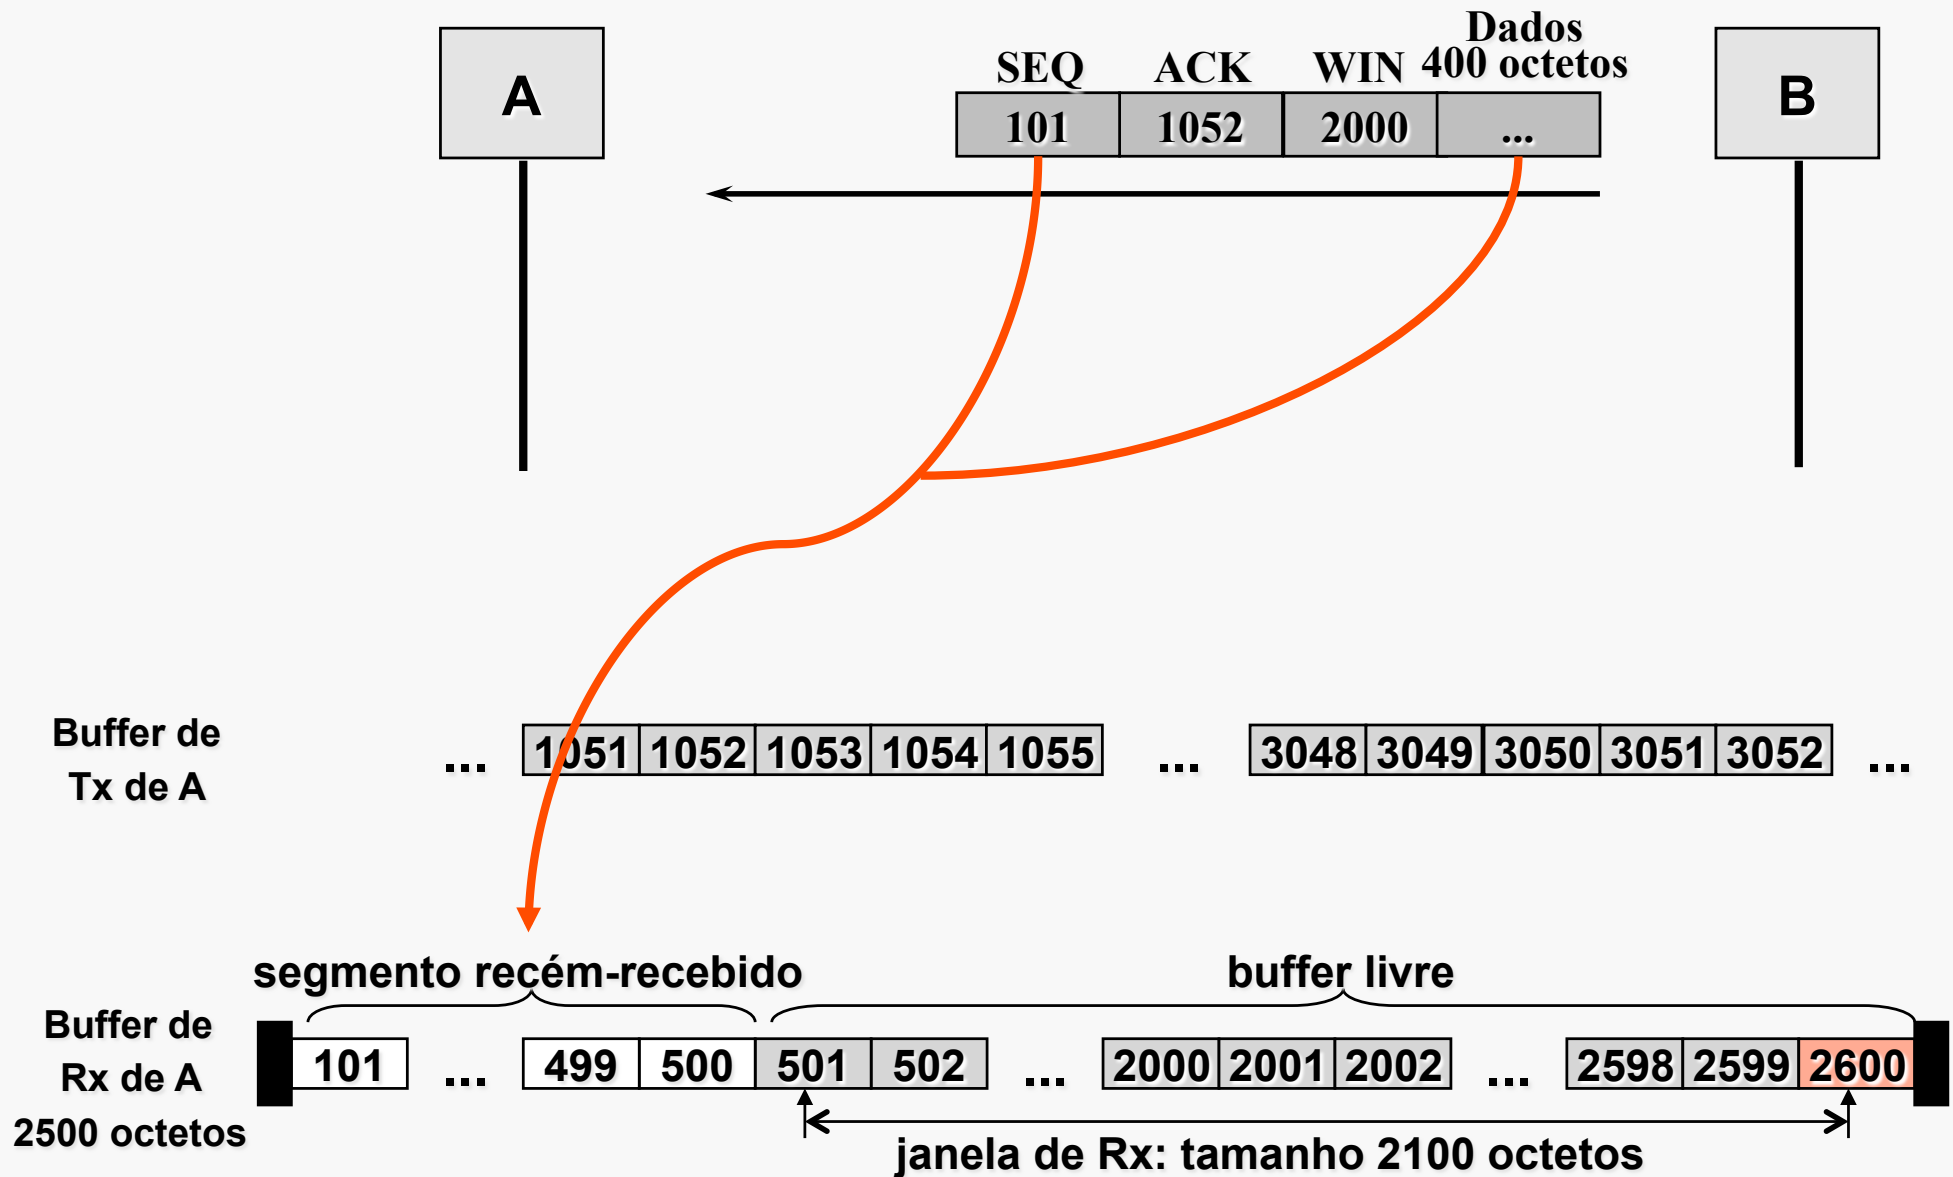 A
B
Dados
SEQ ACK WIN 400 octetos
101 1052 2000 ...
Buffer de
Tx de A
... 1051 1052 1053 1054 1055 ... 3048 3049 3050 3051 3052 ...
segmento recém-recebido
buffer livre
Buffer de
Rx de A
2500 octetos
101 ... 499 500 501 502 ... 2000 2001 2002 ... 2598 2599 2600
janela de Rx: tamanho 2100 octetos